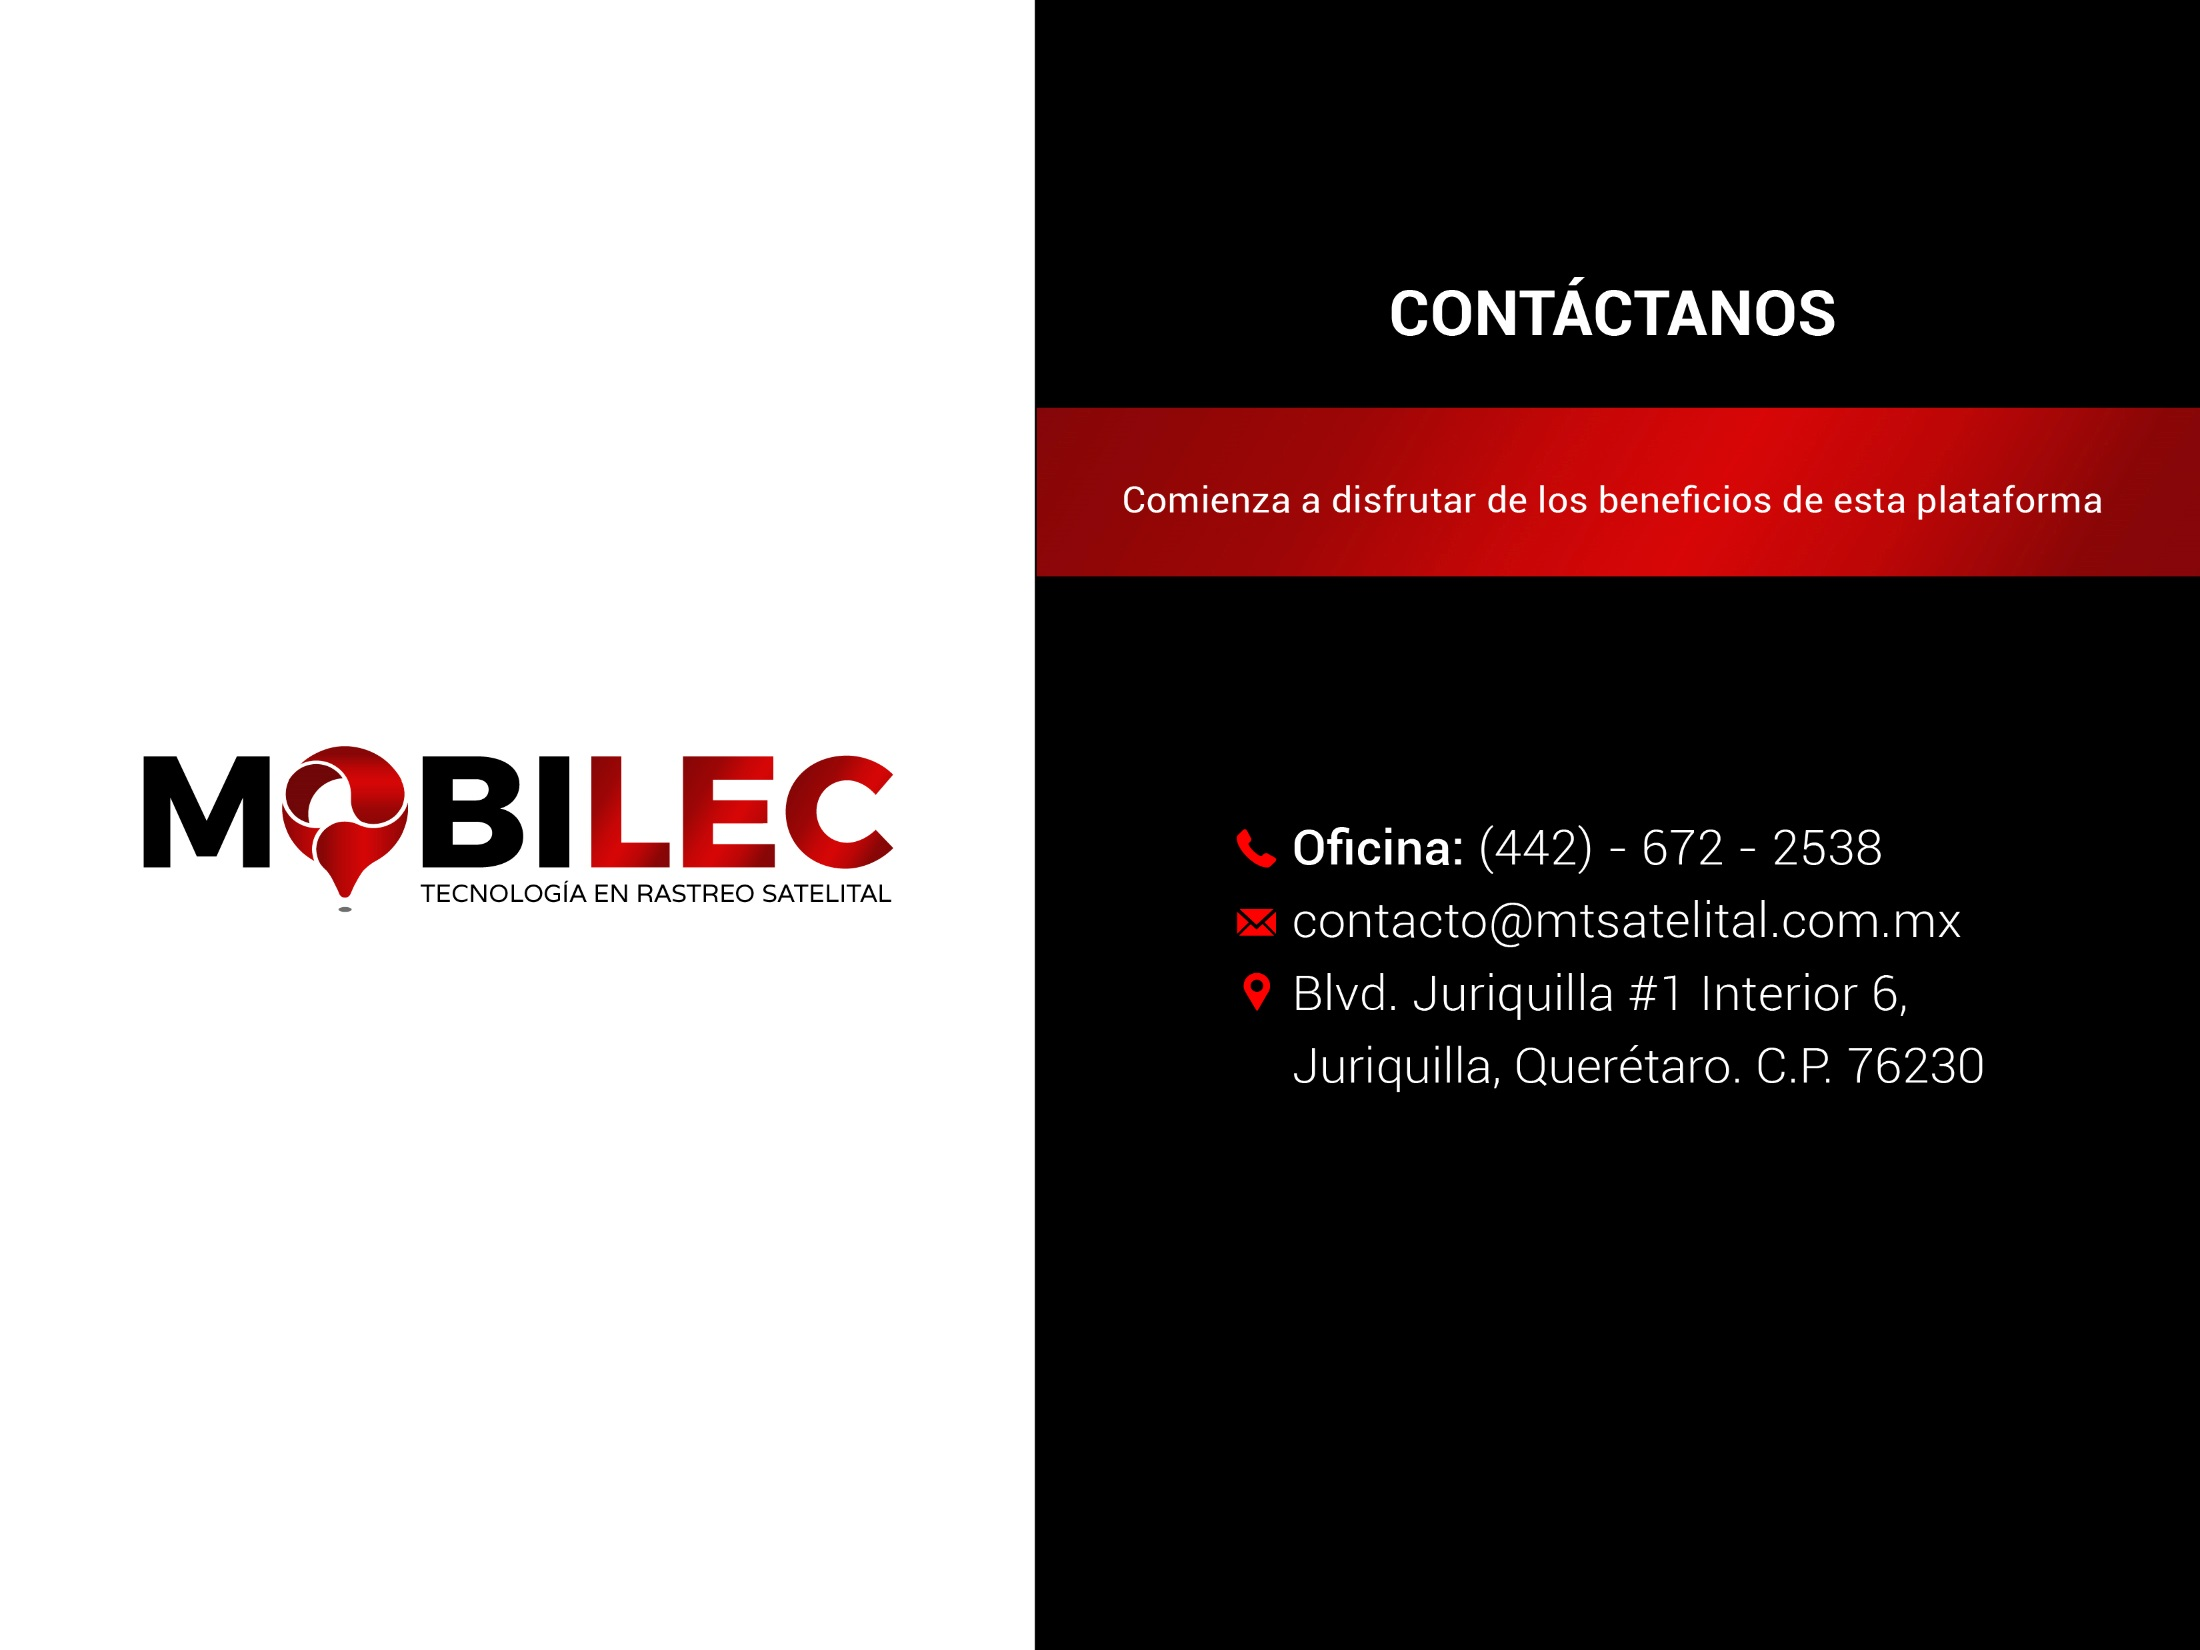 MOBILEC
TECNOLOGÍA EN RASTREO SATELITAL
CONTÁCTANOS
Comienza a disfrutar de los beneficios de esta plataforma
Oficina: (442) - 672 - 2538
contacto@mtsatelital.com.mx
Blvd. Juriquilla #1 Interior 6,
Juriquilla, Querétaro. C.P. 76230